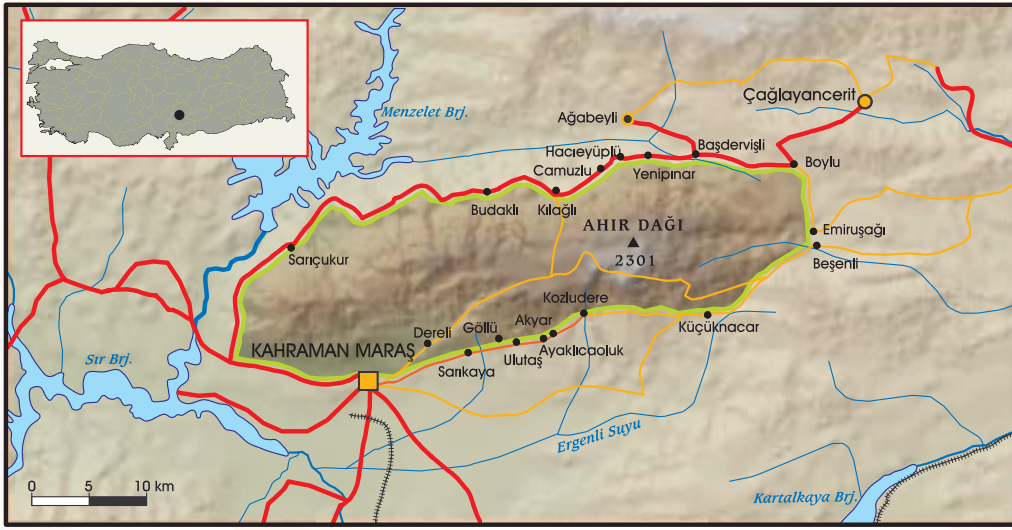 Menzelet Brj.
Çağlayancerit
Ağabeyli
Hacıeyüplü
Başdervişli
Camuzlu
Yenipınar
Boylu
Budaklı
Kılağlı
AHIR DAĞI
2301
Emiruşağı
Beşenli
Sarıçukur
Kozludere
Küçüknacar
Akyar
Göllü
Dereli
Ayaklıcaoluk
Ulutaş
KAHRAMAN MARAŞ
Sarıkaya
Sır Brj.
Ergenli Suyu
Kartalkaya Brj.
0 5 10 km